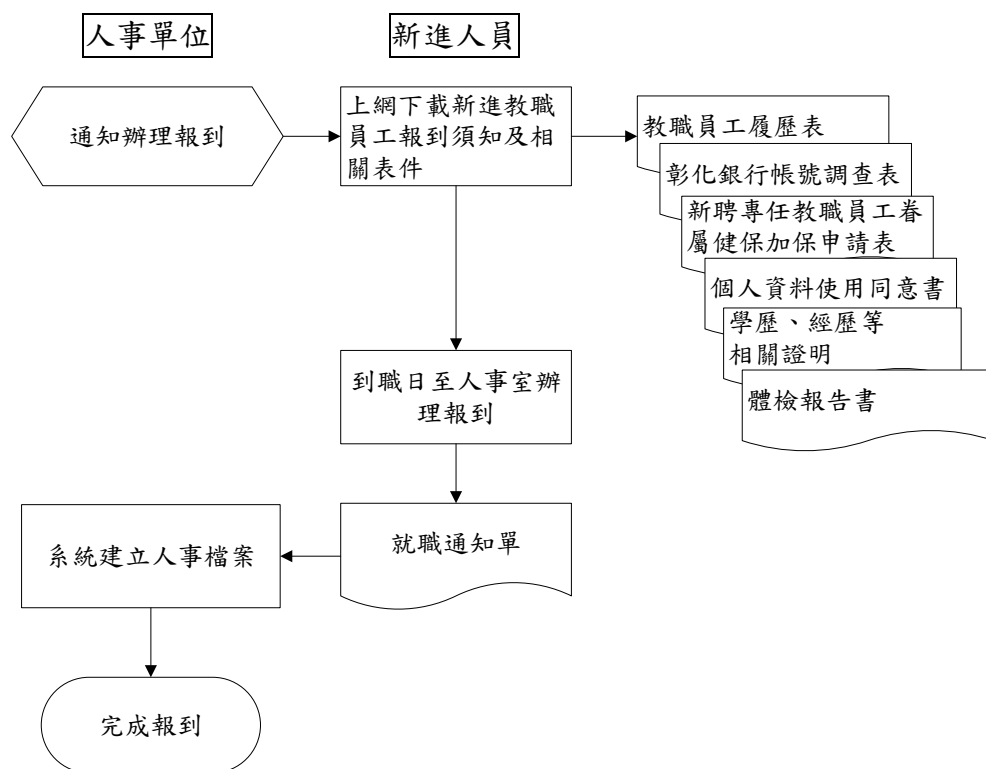 人事單位
新進人員
通知辦理報到
上網下載新進教職
員工報到須知及相
關表件
教職員工履歷表
彰化銀行帳號調查表
新聘專任教職員工眷
屬健保加保申請表
個人資料使用同意書
學歷、經歷等
相關證明
體檢報告書
到職日至人事室辦
理報到
就職通知單
系統建立人事檔案
完成報到